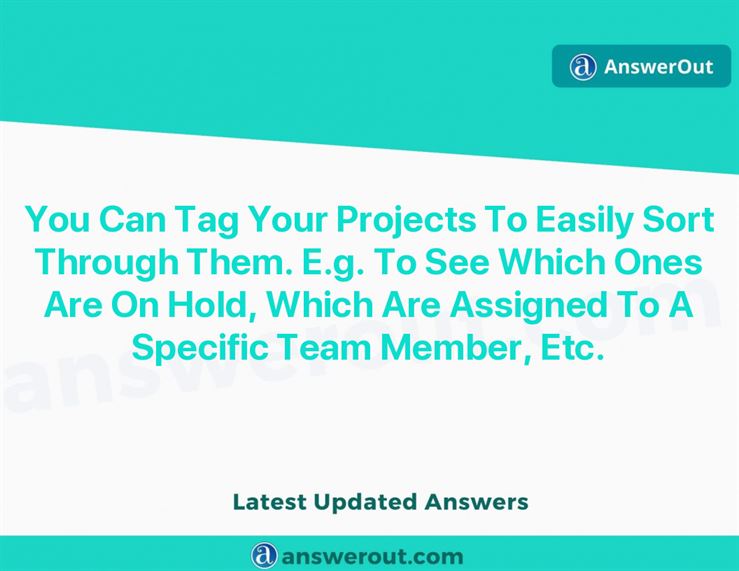 AnswerOut
You Can Tag Your Projects To Easily Sort
Through Them. E.g. To See Which Ones
Are On Hold, Which Are Assigned To A
Specific Team Member, Etc.
answerout.com
Latest Updated Answers
answerout.com